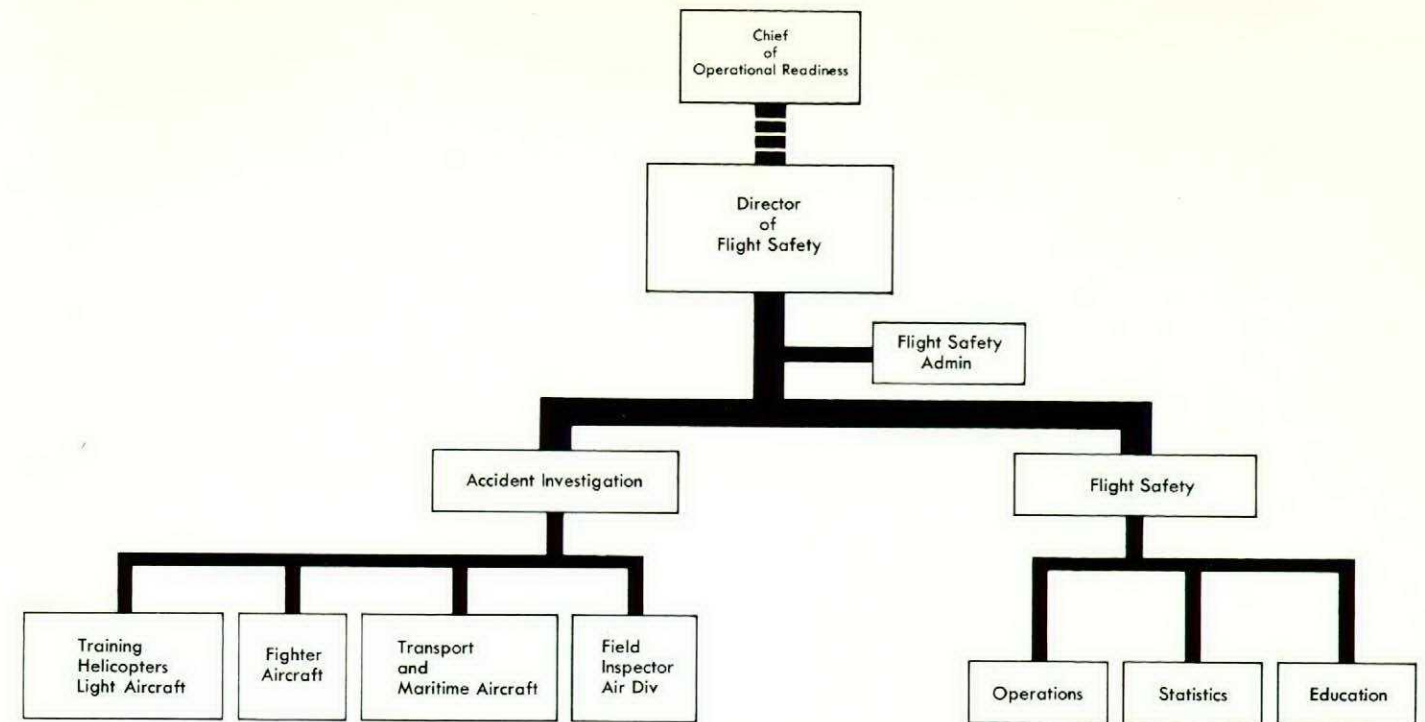 Chief
of
Operational Readiness
Director
of
Flight Safety
Flight Safety
Admin
Accident Investigation
Flight Safety
Training
Helicopters
Light Aircraft
Fighter
Aircraft
Transport
and
Maritime Aircraft
Field
Inspector
Air Div
Operations
Statistics
Education